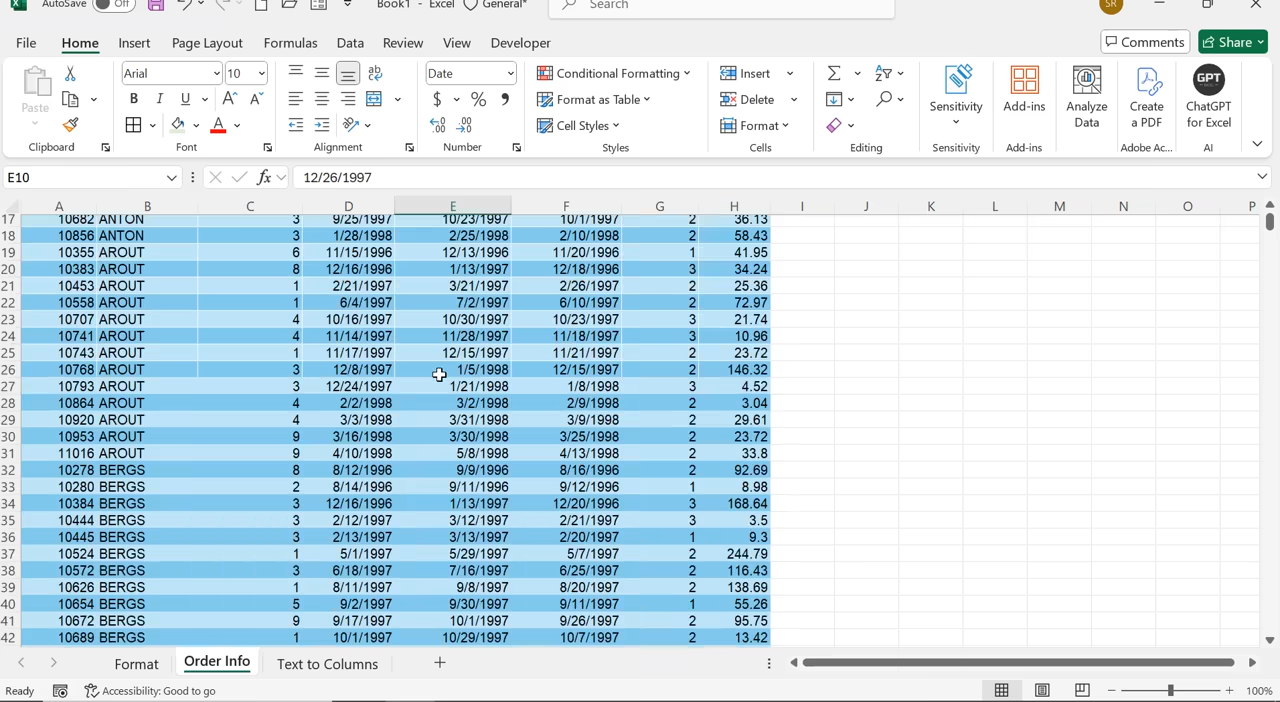 AutoSave Off Book1 - Excel General* Search SR
File Home Insert Page Layout Formulas Data Review View Developer Comments Share
Paste Arial 10 ab Date Conditional Formatting Insert Sensitivity Add-ins Analyze Data Create a PDF GPT ChatGPT for Excel
B I U A A $ % Format as Table Delete
A Cell Styles Format
Clipboard Font Alignment Number Styles Cells Editing Sensitivity Add-ins Adobe Ac... AI
E10 fx 12/26/1997
A B C D E F G H I J K L M N O P
17 10682 ANTON 3 9/25/1997 10/23/1997 10/1/1997 2 36.13
18 10856 ANTON 3 1/28/1998 2/25/1998 2/10/1998 2 58.43
19 10355 AROUT 6 11/15/1996 12/13/1996 11/20/1996 1 41.95
20 10383 AROUT 8 12/16/1996 1/13/1997 12/18/1996 3 34.24
21 10453 AROUT 1 2/21/1997 3/21/1997 2/26/1997 2 25.36
22 10558 AROUT 1 6/4/1997 7/2/1997 6/10/1997 2 72.97
23 10707 AROUT 4 10/16/1997 10/30/1997 10/23/1997 3 21.74
24 10741 AROUT 4 11/14/1997 11/28/1997 11/18/1997 3 10.96
25 10743 AROUT 1 11/17/1997 12/15/1997 11/21/1997 2 23.72
26 10768 AROUT 3 12/8/1997 1/5/1998 12/15/1997 2 146.32
27 10793 AROUT 3 12/24/1997 1/21/1998 1/8/1998 3 4.52
28 10864 AROUT 4 2/2/1998 3/2/1998 2/9/1998 2 3.04
29 10920 AROUT 4 3/3/1998 3/31/1998 3/9/1998 2 29.61
30 10953 AROUT 9 3/16/1998 3/30/1998 3/25/1998 2 23.72
31 11016 AROUT 9 4/10/1998 5/8/1998 4/13/1998 2 33.8
32 10278 BERGS 8 8/12/1996 9/9/1996 8/16/1996 2 92.69
33 10280 BERGS 2 8/14/1996 9/11/1996 9/12/1996 1 8.98
34 10384 BERGS 3 12/16/1996 1/13/1997 12/20/1996 3 168.64
35 10444 BERGS 3 2/12/1997 3/12/1997 2/21/1997 3 3.5
36 10445 BERGS 3 2/13/1997 3/13/1997 2/20/1997 1 9.3
37 10524 BERGS 1 5/1/1997 5/29/1997 5/7/1997 2 244.79
38 10572 BERGS 3 6/18/1997 7/16/1997 6/25/1997 2 116.43
39 10626 BERGS 1 8/11/1997 9/8/1997 8/20/1997 2 138.69
40 10654 BERGS 5 9/2/1997 9/30/1997 9/11/1997 1 55.26
41 10672 BERGS 9 9/17/1997 10/1/1997 9/26/1997 2 95.75
42 10689 BERGS 1 10/1/1997 10/29/1997 10/7/1997 2 13.42
Format Order Info Text to Columns
Ready Accessibility: Good to go 100%